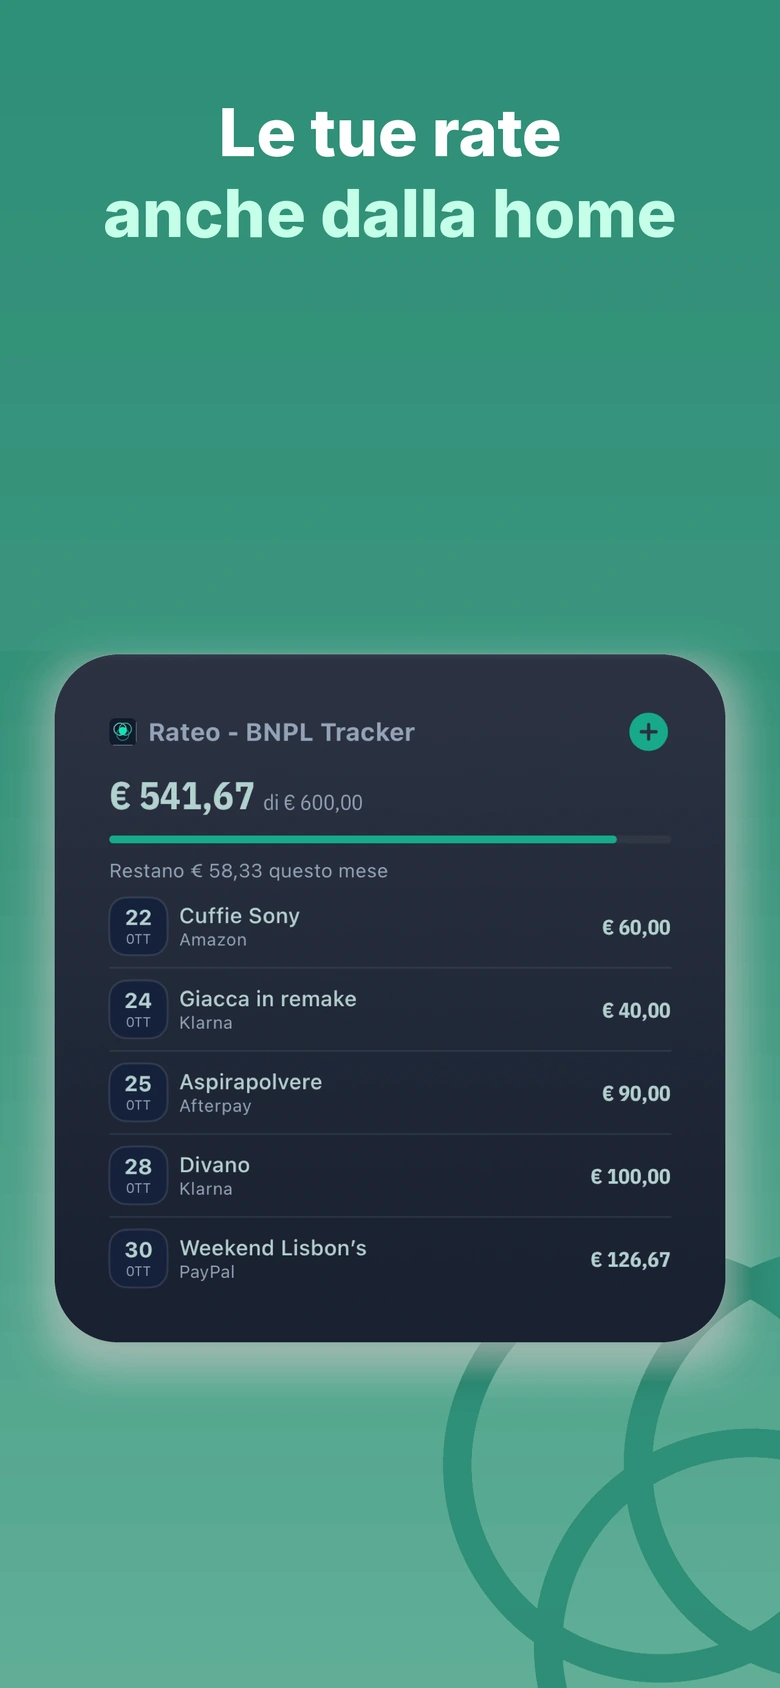 Le tue rate
anche dalla home
Rateo - BNPL Tracker
€ 541,67 di € 600,00
Restano € 58,33 questo mese
22 OTT
Cuffie Sony
Amazon
€ 60,00
24 OTT
Giacca in remake
Klarna
€ 40,00
25 OTT
Aspirapolvere
Afterpay
€ 90,00
28 OTT
Divano
Klarna
€ 100,00
30 OTT
Weekend Lisbon’s
PayPal
€ 126,67